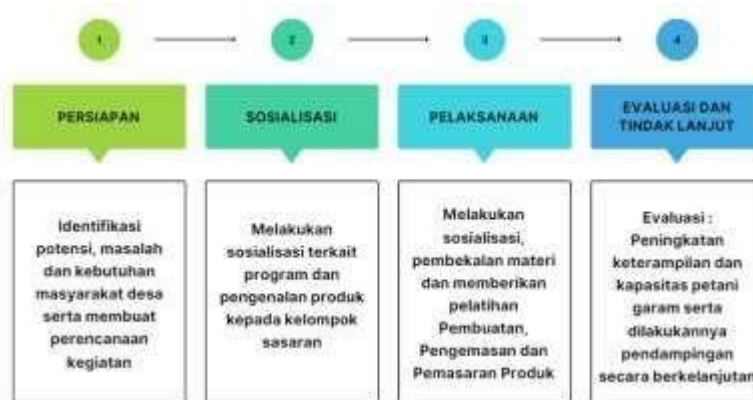 1
2
3
4
PERSIAPAN
SOSIALISASI
PELAKSANAAN
EVALUASI DAN
TINDAK LANJUT
Identifikasi
potensi, masalah
dan kebutuhan
masyarakat desa
serta membuat
perencanaan
kegiatan
Melakukan
sosialisasi terkait
program dan
pengenalan produk
kepada kelompok
sasaran
Melakukan
sosialisasi,
pembekalan materi
dan memberikan
pelatihan
Pembuatan,
Pengemasan dan
Pemasaran Produk
Evaluasi :
Peningkatan
keterampilan dan
kapasitas petani
garam serta
dilakukannya
pendampingan
secara berkelanjutan